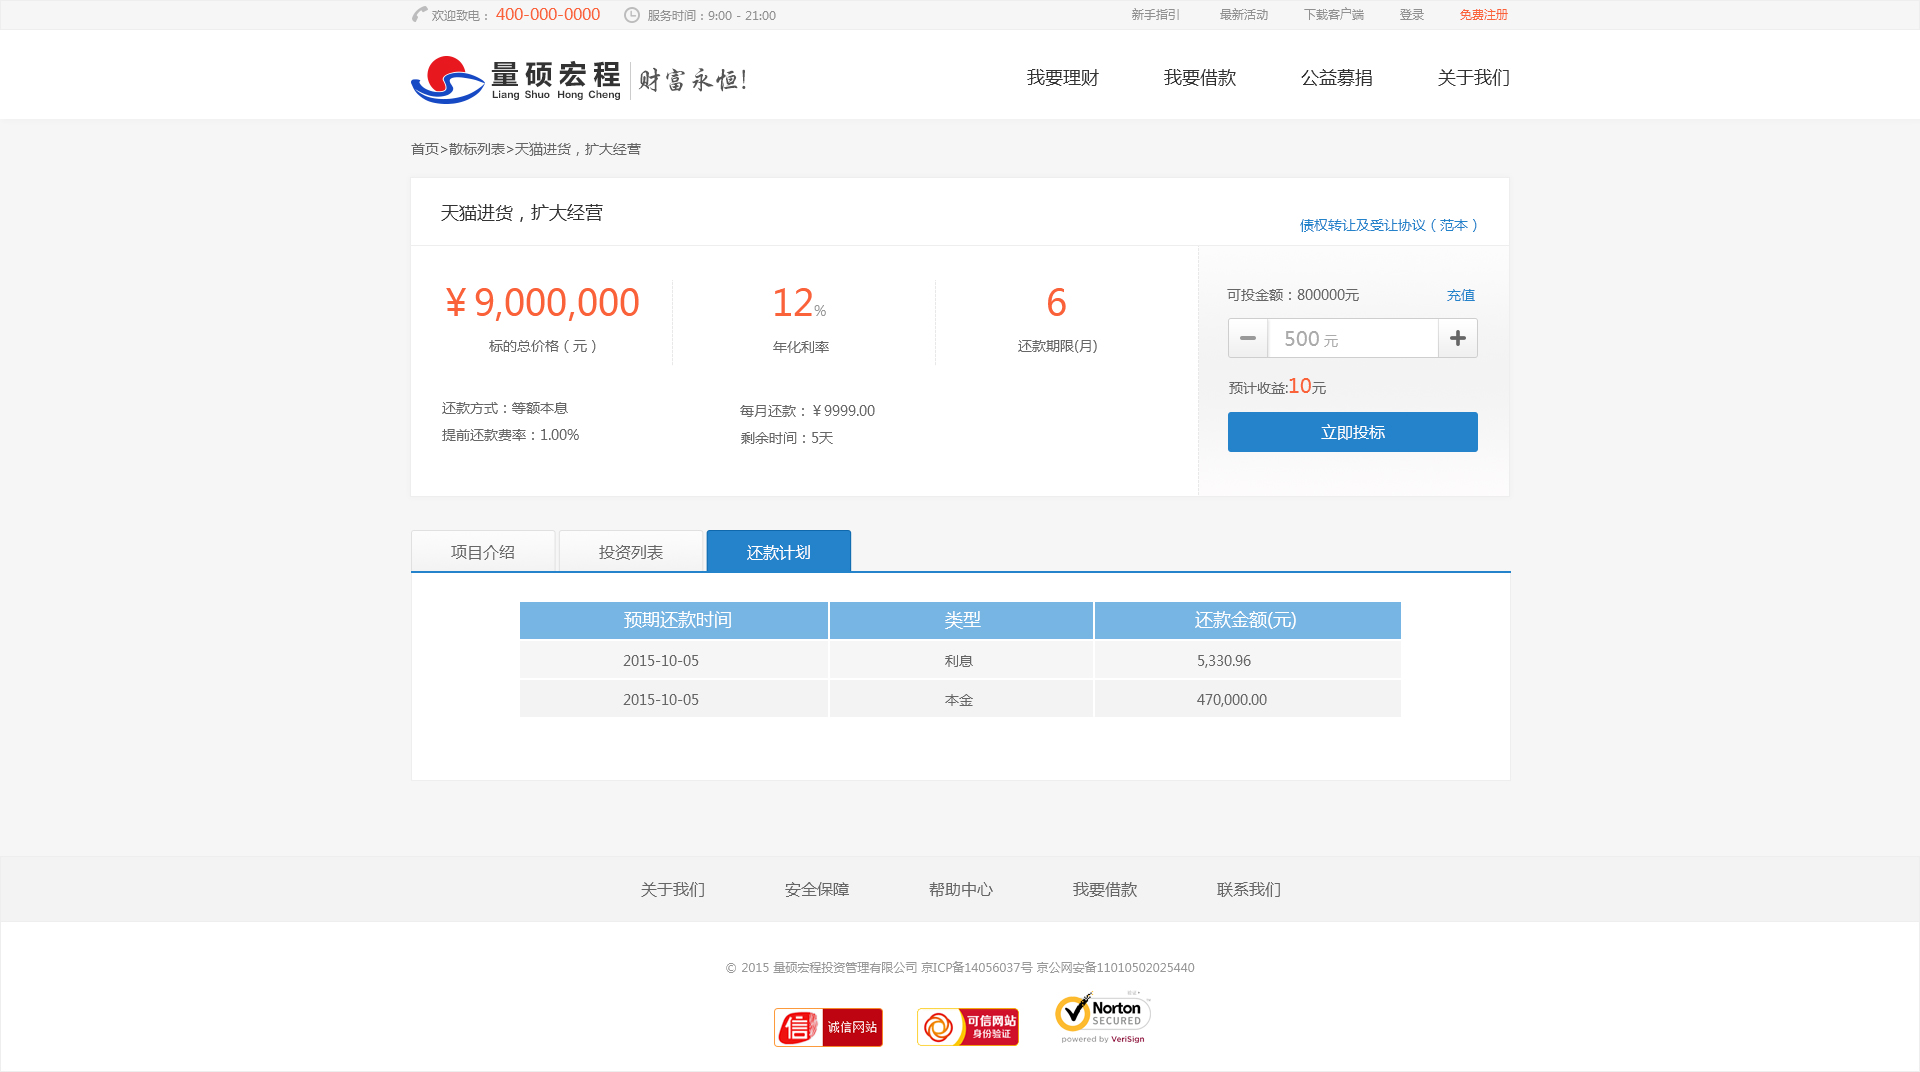 欢迎致电： 400-000-0000 服务时间：9:00 - 21:00 新手指引 最新活动 下载客户端 登录 免费注册
量硕宏程 财富永恒!
Liang Shuo Hong Cheng
我要理财 我要借款 公益募捐 关于我们
首页>散标列表>天猫进货，扩大经营
天猫进货，扩大经营
债权转让及受让协议（范本）
¥ 9,000,000 12% 6
标的总价格（元） 年化利率 还款期限(月)
还款方式：等额本息 每月还款：￥9999.00
提前还款费率：1.00% 剩余时间：5天
可投金额：800000元 充值
500 元
预计收益:10元
立即投标
项目介绍 投资列表 还款计划
预期还款时间 类型 还款金额(元)
2015-10-05 利息 5,330.96
2015-10-05 本金 470,000.00
关于我们 安全保障 帮助中心 我要借款 联系我们
© 2015 量硕宏程投资管理有限公司 京ICP备14056037号 京公网安备11010502025440
信 诚信网站
可信网站
身份验证
Norton
SECURED
powered by VeriSign